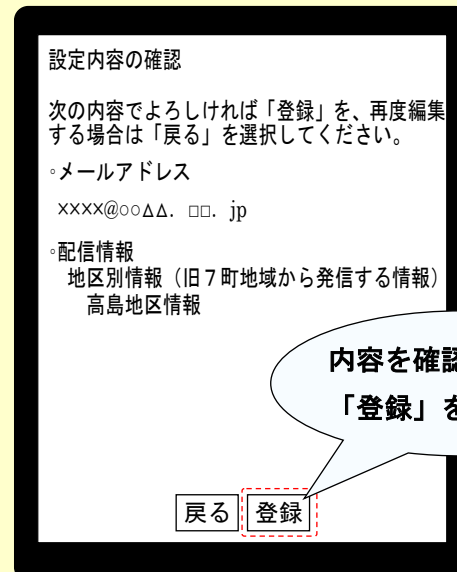 設定内容の確認
次の内容でよろしければ「登録」を、再度編集
する場合は「戻る」を選択してください。
◦メールアドレス
××××@○○△△. □□. jp
◦配信情報
地区別情報（旧７町地域から発信する情報）
高島地区情報
内容を確認
「登録」を
戻る 登録